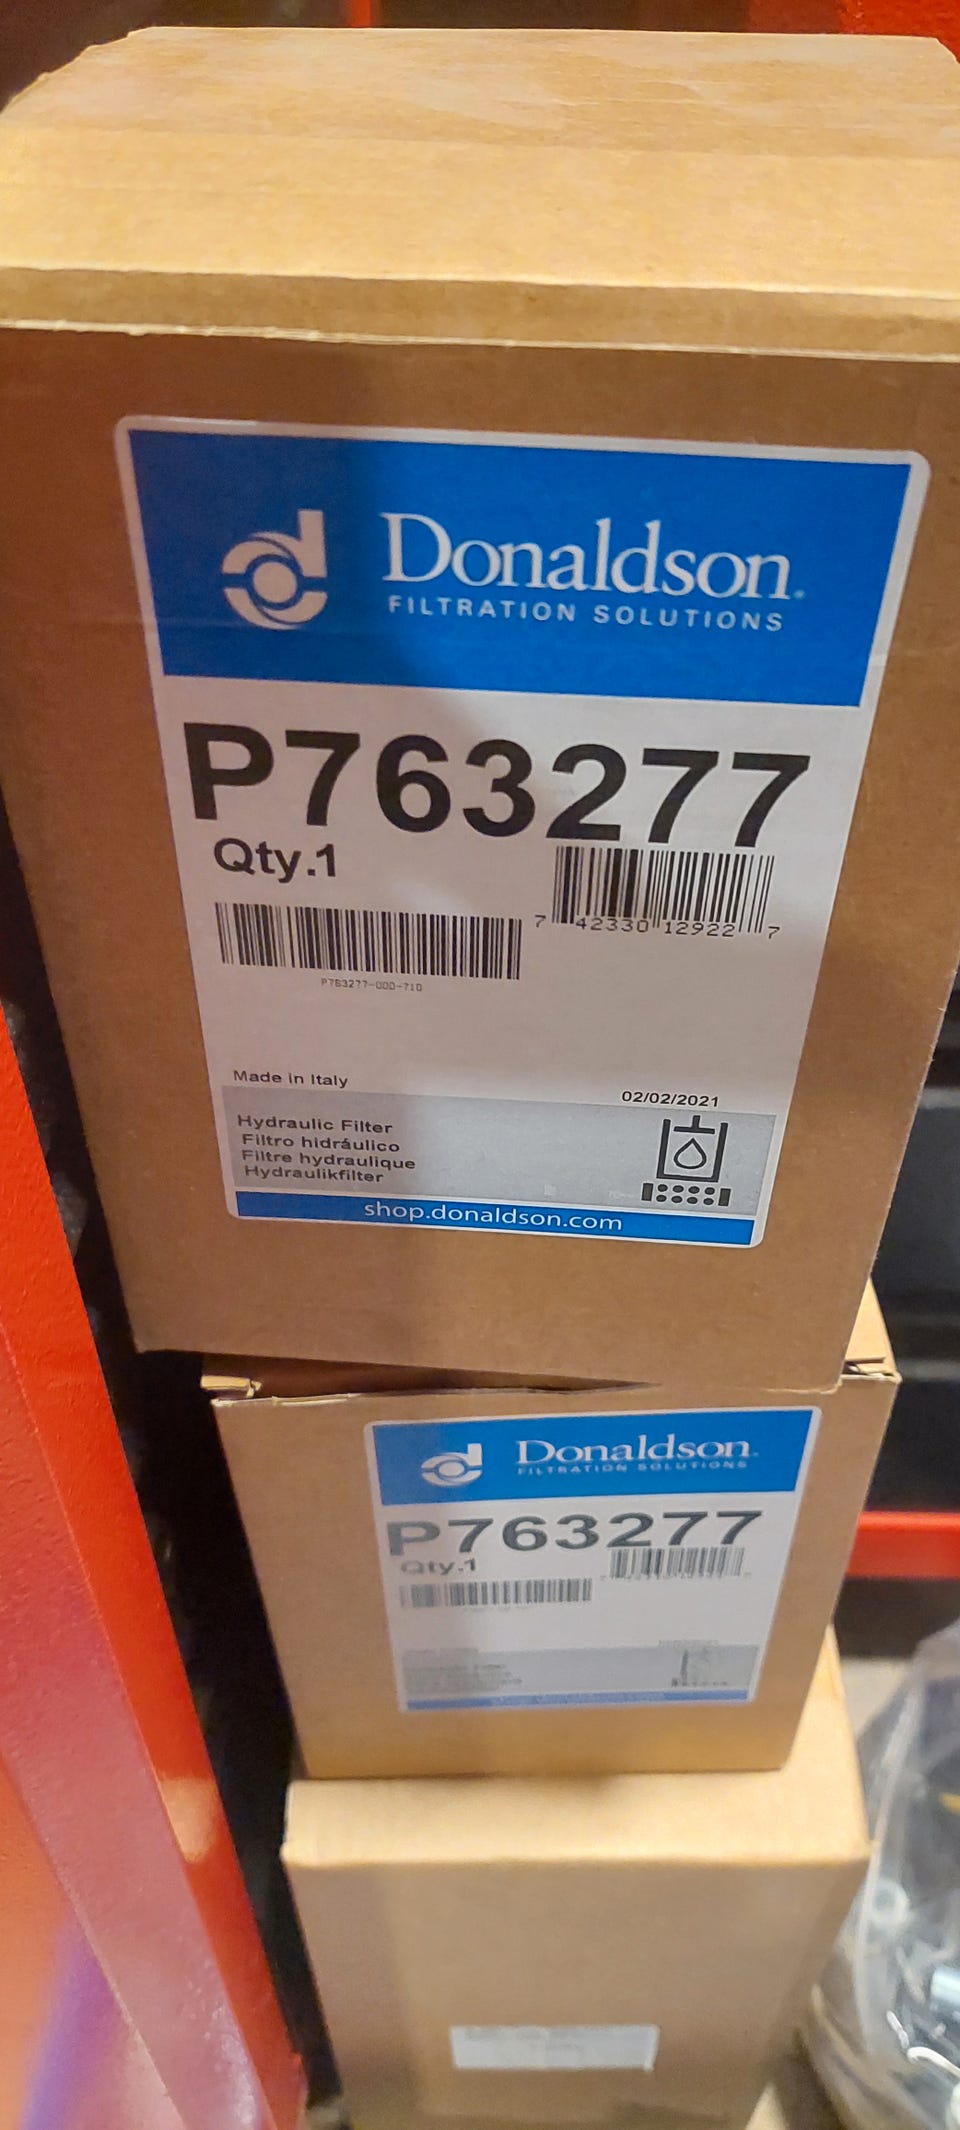 Donaldson.
FILTRATION SOLUTIONS
P763277
Qty.1
7 42330 12922 7
P763277-000-710
Made in Italy
02/02/2021
Hydraulic Filter
Filtro hidráulico
Filtre hydraulique
Hydraulikfilter
shop.donaldson.com
Donaldson.
FILTRATION SOLUTIONS
P763277
Qty.1